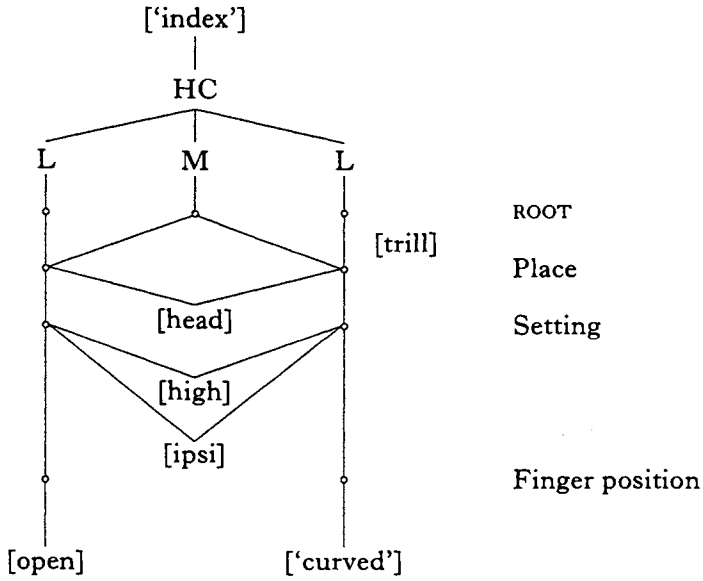 [‘index’]
HC
L M L
ROOT
[trill]
Place
[head]
Setting
[high]
[ipsi]
Finger position
[open] [‘curved’]